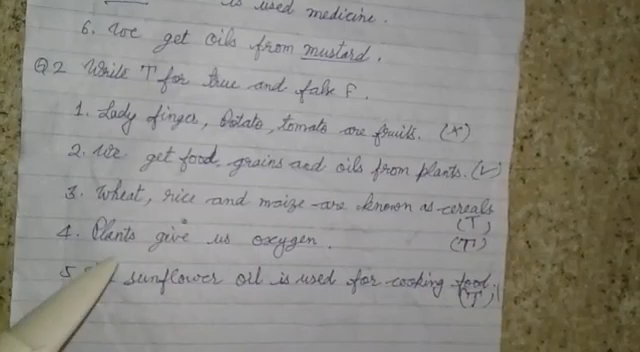 is used medicine.
6. We get oils from mustard.
Q2 Write T for true and false F.
1. Lady finger, Potato, tomato are fruits. (×)
2. We get food grains and oils from plants. (✓)
3. Wheat, rice and maize are known as cereals
(T)
4. Plants give us oxygen. (T)
5. sunflower oil is used for cooking food.
(T)